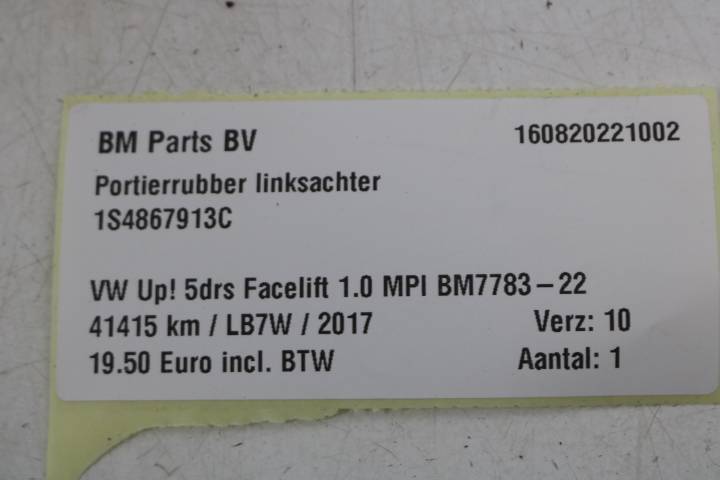 BM Parts BV 160820221002
Portierrubber linksachter
1S4867913C
VW Up! 5drs Facelift 1.0 MPI BM7783-22
41415 km / LB7W / 2017 Verz: 10
19.50 Euro incl. BTW Aantal: 1